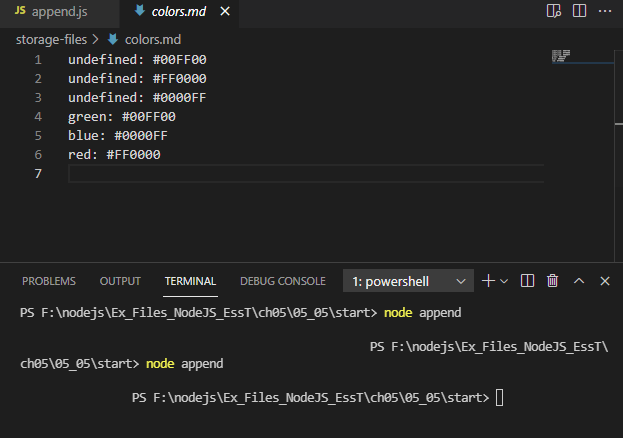 JS append.js
colors.md
storage-files > colors.md
1 undefined: #00FF00
2 undefined: #FF0000
3 undefined: #0000FF
4 green: #00FF00
5 blue: #0000FF
6 red: #FF0000
7
PROBLEMS OUTPUT TERMINAL DEBUG CONSOLE 1: powershell
PS F:\nodejs\Ex_Files_NodeJS_EssT\ch05\05_05\start> node append
PS F:\nodejs\Ex_Files_NodeJS_EssT\
ch05\05_05\start> node append
PS F:\nodejs\Ex_Files_NodeJS_EssT\ch05\05_05\start>